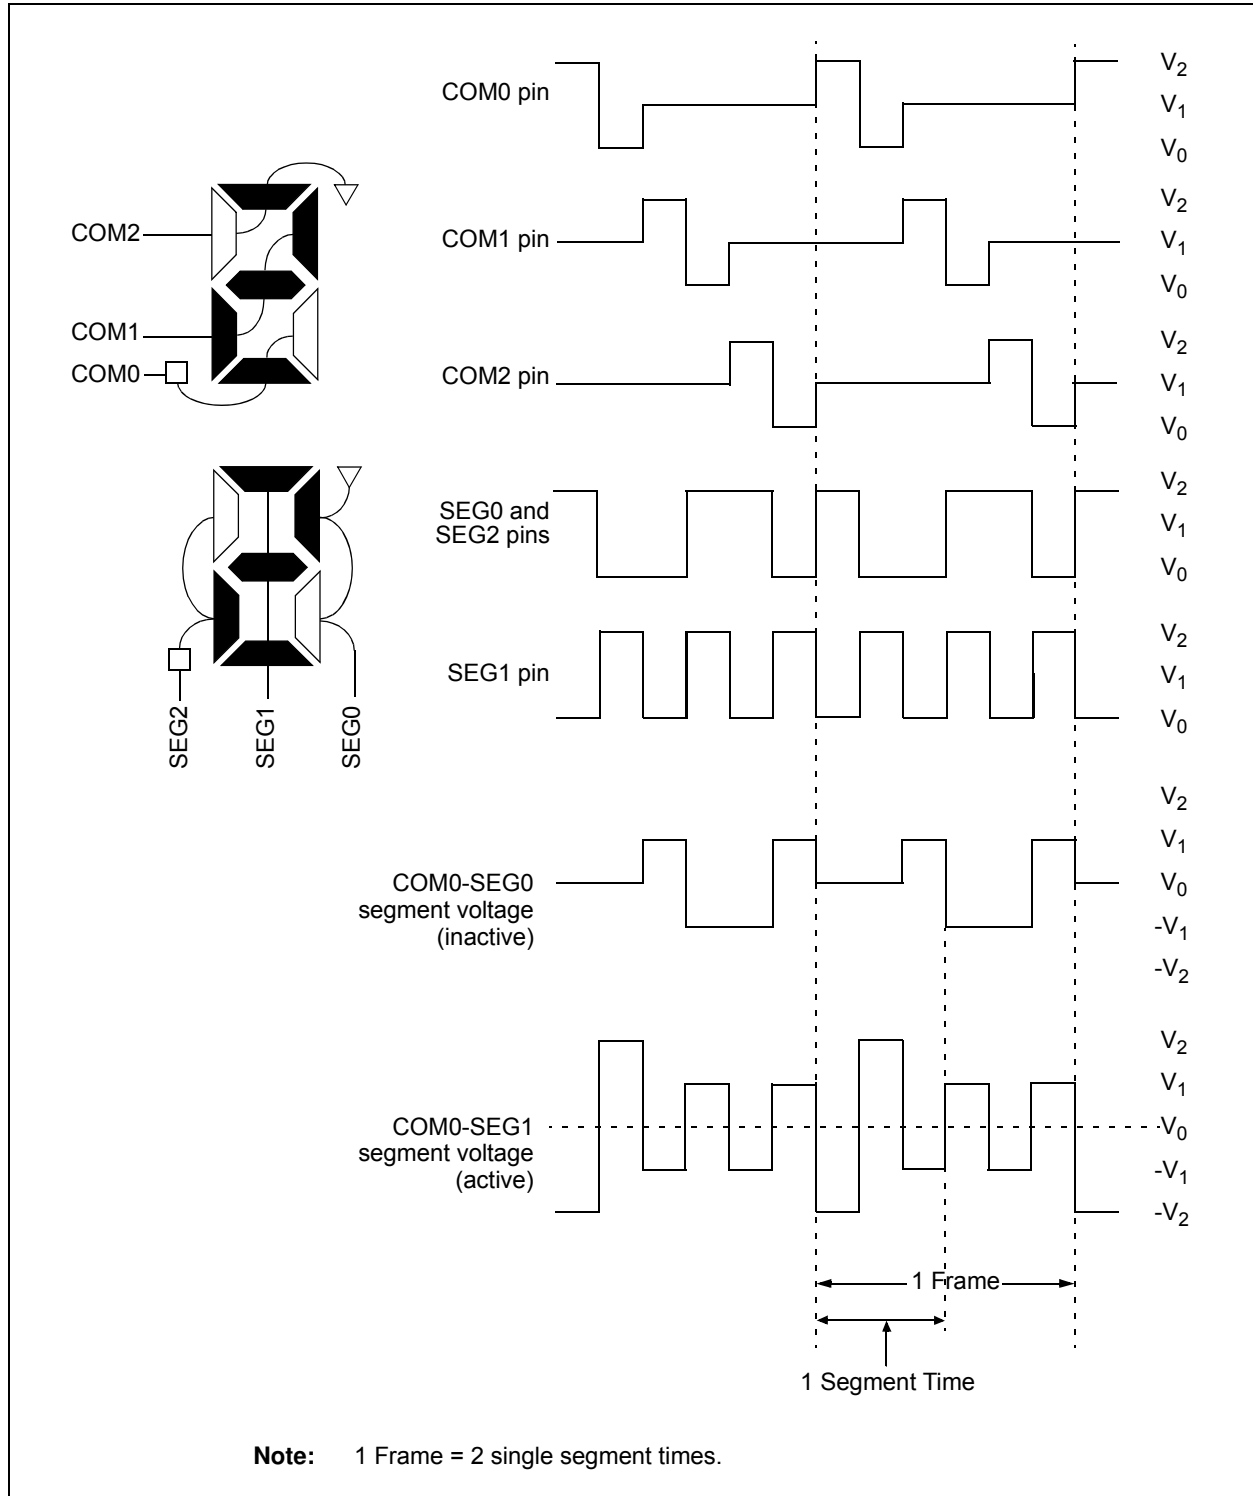 COM0 pin
V2
V1
V0
COM2
COM1
COM0
COM1 pin
V2
V1
V0
COM2 pin
V2
V1
V0
SEG0 and
SEG2 pins
V2
V1
V0
SEG2
SEG1
SEG0
SEG1 pin
V2
V1
V0
COM0-SEG0
segment voltage
(inactive)
V2
V1
V0
-V1
-V2
COM0-SEG1
segment voltage
(active)
V2
V1
V0
-V1
-V2
1 Frame
1 Segment Time
Note: 1 Frame = 2 single segment times.